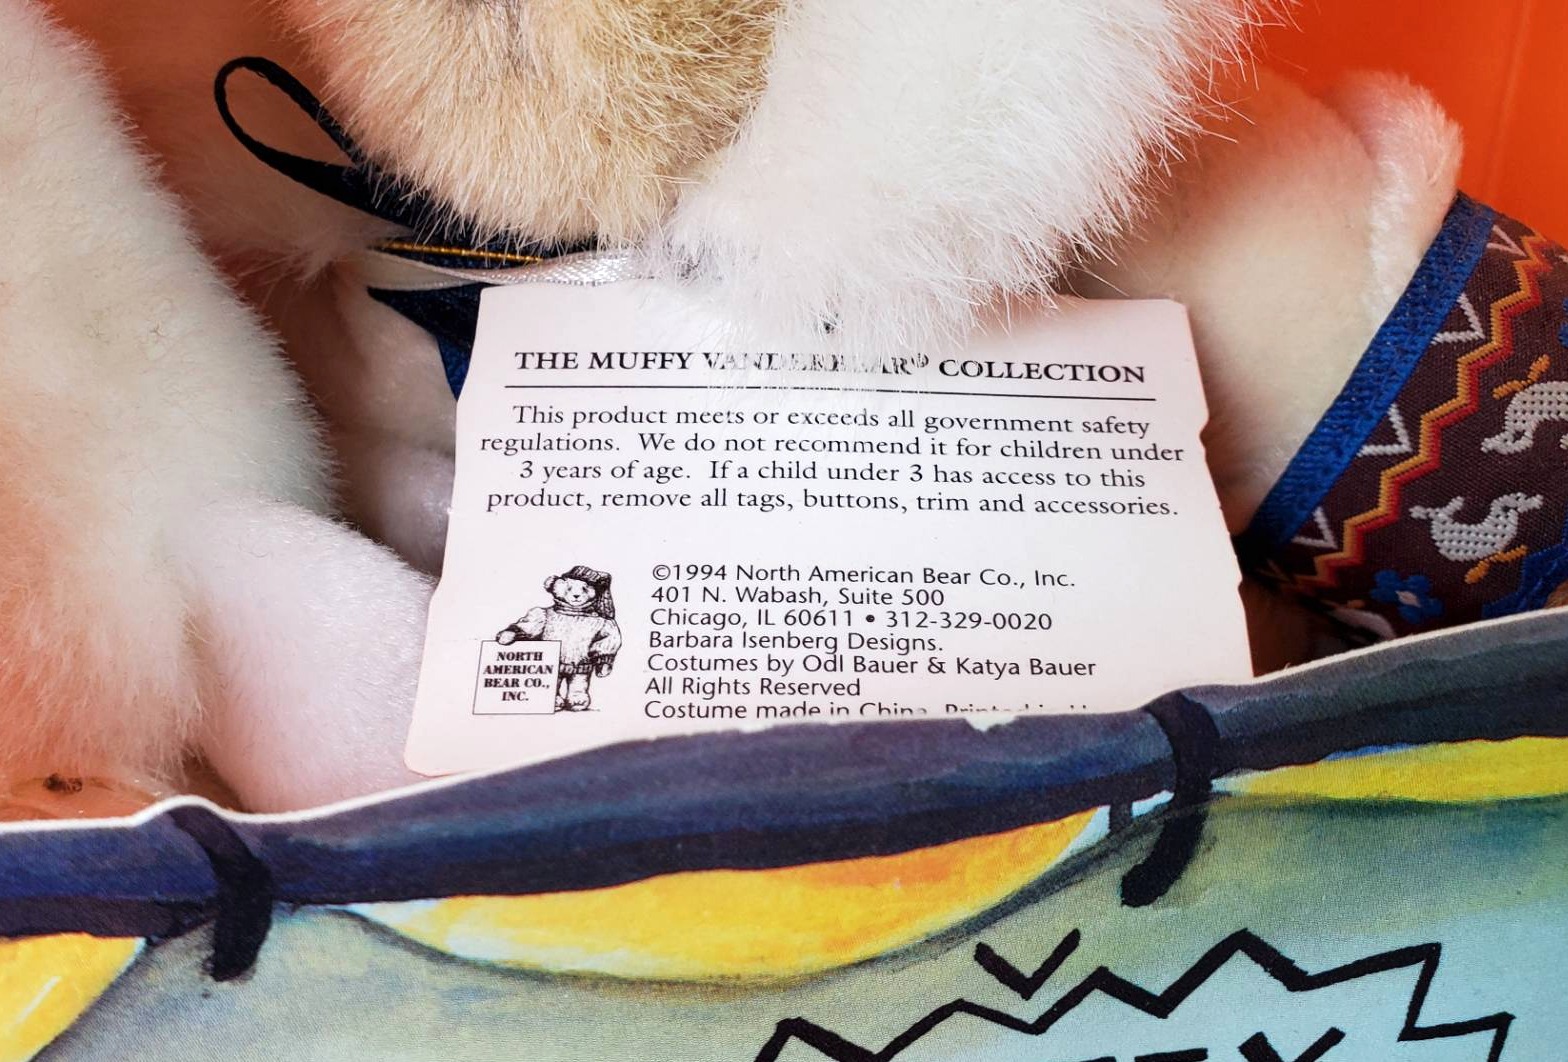 THE MUFFY VANDERBEAR® COLLECTION
This product meets or exceeds all government safety
regulations. We do not recommend it for children under
3 years of age. If a child under 3 has access to this
product, remove all tags, buttons, trim and accessories.
©1994 North American Bear Co., Inc.
401 N. Wabash, Suite 500
Chicago, IL 60611 • 312-329-0020
Barbara Isenberg Designs.
Costumes by Odl Bauer & Katya Bauer
All Rights Reserved
Costume made in China. Printed in
NORTH
AMERICAN
BEAR CO.,
INC.